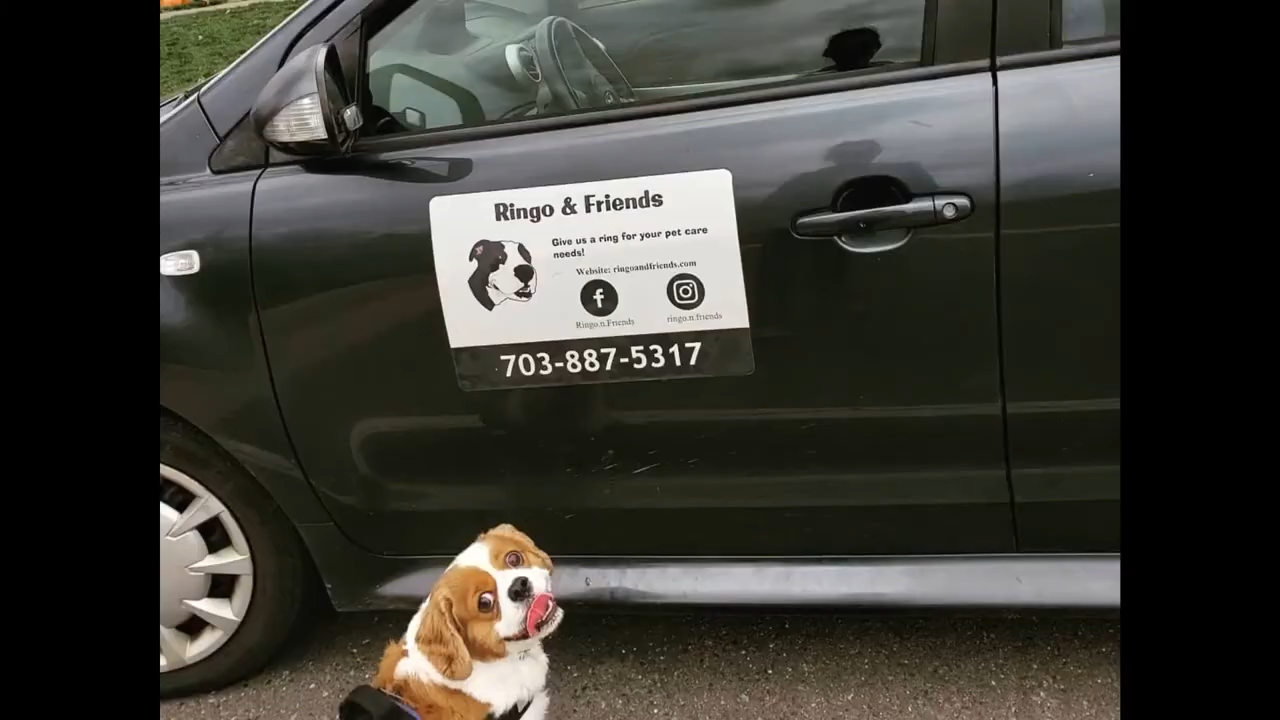 Ringo & Friends
Give us a ring for your pet care
needs!
Website: ringoandfriends.com
Ringo.n.Friends
ringo.n.friends
703-887-5317